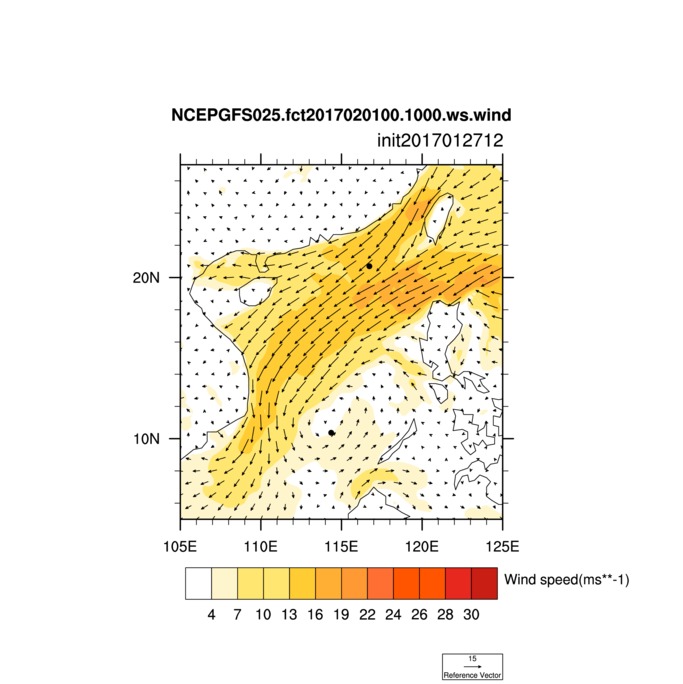 NCEPGFS025.fct2017020100.1000.ws.wind
init2017012712
20N
10N
105E 110E 115E 120E 125E
Wind speed(ms**-1)
4 7 10 13 16 19 22 24 26 28 30
15
Reference Vector